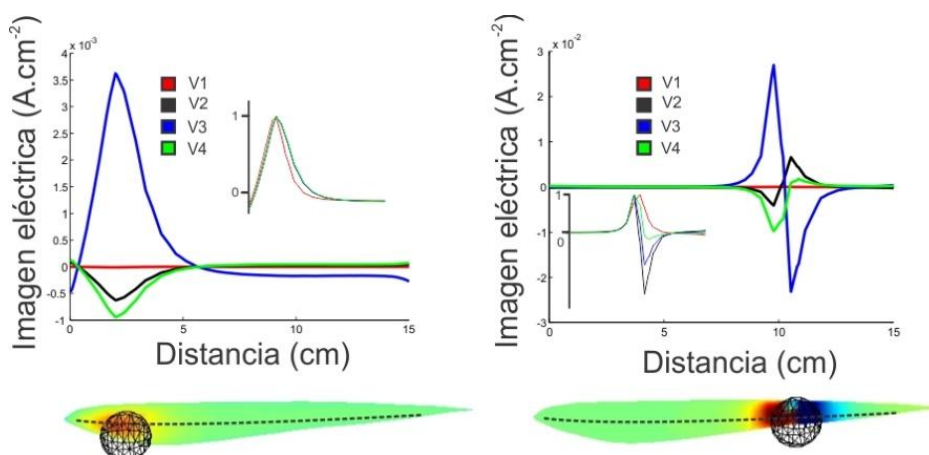 Imagen eléctrica (A.cm-2)
x 10-3
4
3.5
3
2.5
2
1.5
1
0.5
0
-0.5
-1
V1
V2
V3
V4
1
0
0
5
10
15
Distancia (cm)
Imagen eléctrica (A.cm-2)
x 10-2
3
2
1
0
-1
-2
-3
V1
V2
V3
V4
1
0
0
5
10
15
Distancia (cm)